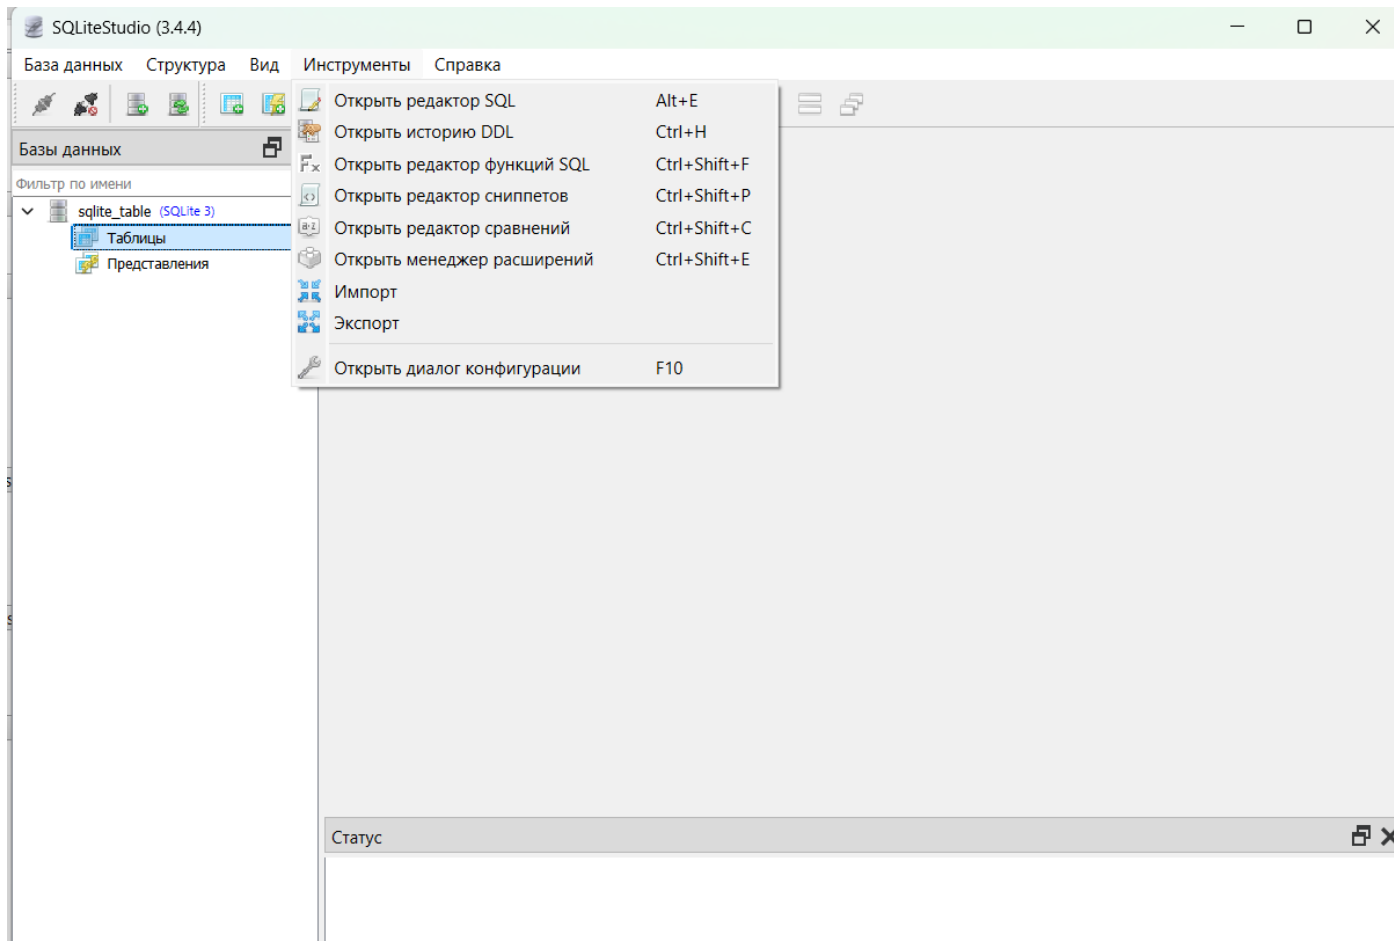 SQLiteStudio (3.4.4)
База данных Структура Вид Инструменты Справка
Открыть редактор SQL Alt+E
Открыть историю DDL Ctrl+H
Открыть редактор функций SQL Ctrl+Shift+F
Открыть редактор сниппетов Ctrl+Shift+P
Открыть редактор сравнений Ctrl+Shift+C
Открыть менеджер расширений Ctrl+Shift+E
Импорт
Экспорт
Открыть диалог конфигурации F10
Базы данных
Фильтр по имени
sqlite_table (SQLite 3)
Таблицы
Представления
Статус